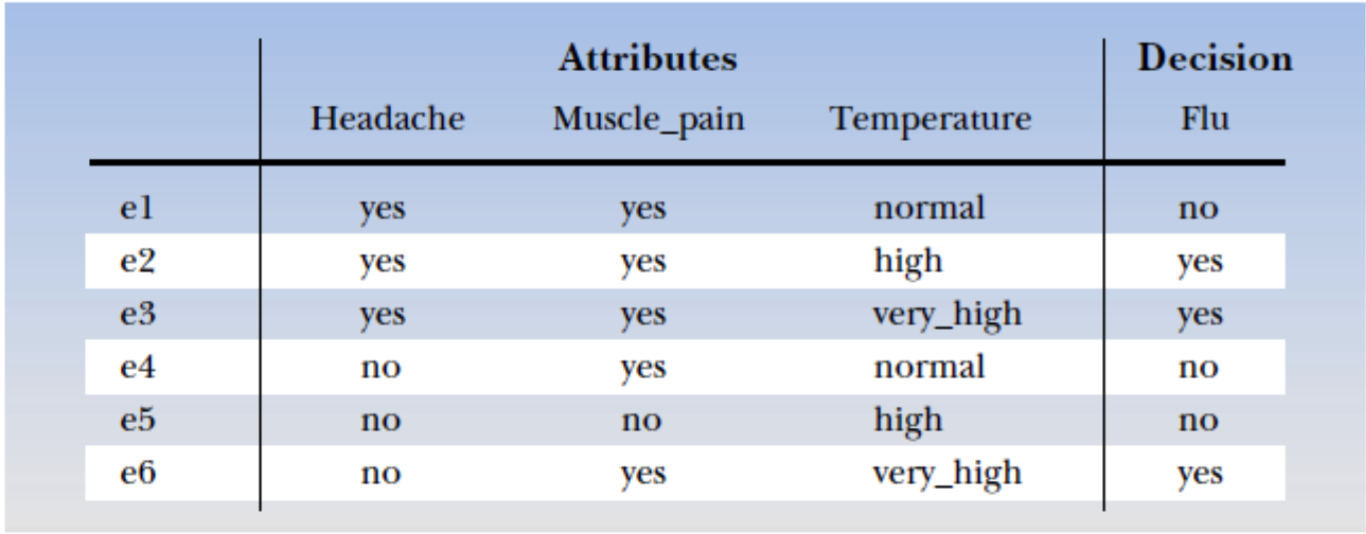 Attributes Decision
Headache Muscle_pain Temperature Flu
e1 yes yes normal no
e2 yes yes high yes
e3 yes yes very_high yes
e4 no yes normal no
e5 no no high no
e6 no yes very_high yes